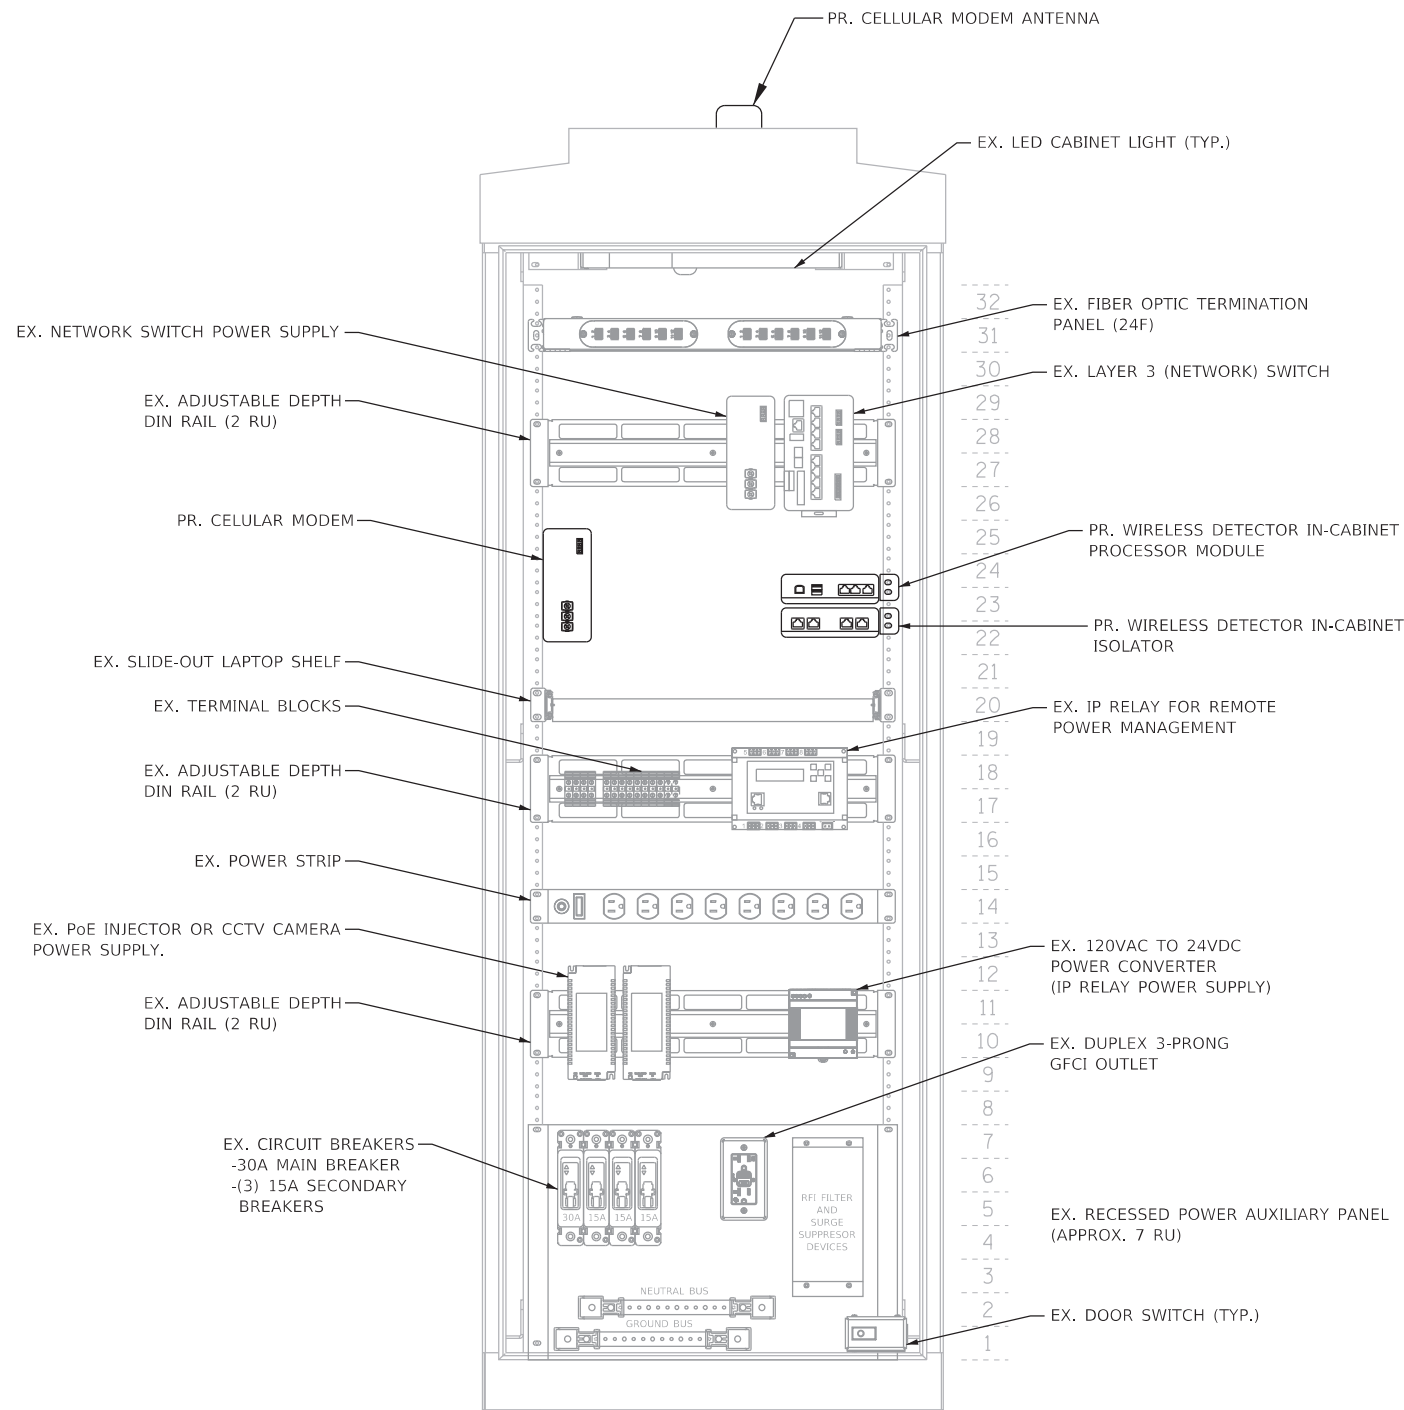 PR. CELLULAR MODEM ANTENNA
EX. LED CABINET LIGHT (TYP.)
EX. FIBER OPTIC TERMINATION
PANEL (24F)
EX. NETWORK SWITCH POWER SUPPLY
EX. LAYER 3 (NETWORK) SWITCH
EX. ADJUSTABLE DEPTH
DIN RAIL (2 RU)
PR. CELULAR MODEM
PR. WIRELESS DETECTOR IN-CABINET
PROCESSOR MODULE
PR. WIRELESS DETECTOR IN-CABINET
ISOLATOR
EX. SLIDE-OUT LAPTOP SHELF
EX. TERMINAL BLOCKS
EX. IP RELAY FOR REMOTE
POWER MANAGEMENT
EX. ADJUSTABLE DEPTH
DIN RAIL (2 RU)
EX. POWER STRIP
EX. PoE INJECTOR OR CCTV CAMERA
POWER SUPPLY.
EX. 120VAC TO 24VDC
POWER CONVERTER
(IP RELAY POWER SUPPLY)
EX. ADJUSTABLE DEPTH
DIN RAIL (2 RU)
EX. DUPLEX 3-PRONG
GFCI OUTLET
EX. CIRCUIT BREAKERS
-30A MAIN BREAKER
-(3) 15A SECONDARY
BREAKERS
30A 15A 15A 15A
RFI FILTER
AND
SURGE
SUPPRESOR
DEVICES
EX. RECESSED POWER AUXILIARY PANEL
(APPROX. 7 RU)
NEUTRAL BUS
GROUND BUS
EX. DOOR SWITCH (TYP.)
32
31
30
29
28
27
26
25
24
23
22
21
20
19
18
17
16
15
14
13
12
11
10
9
8
7
6
5
4
3
2
1